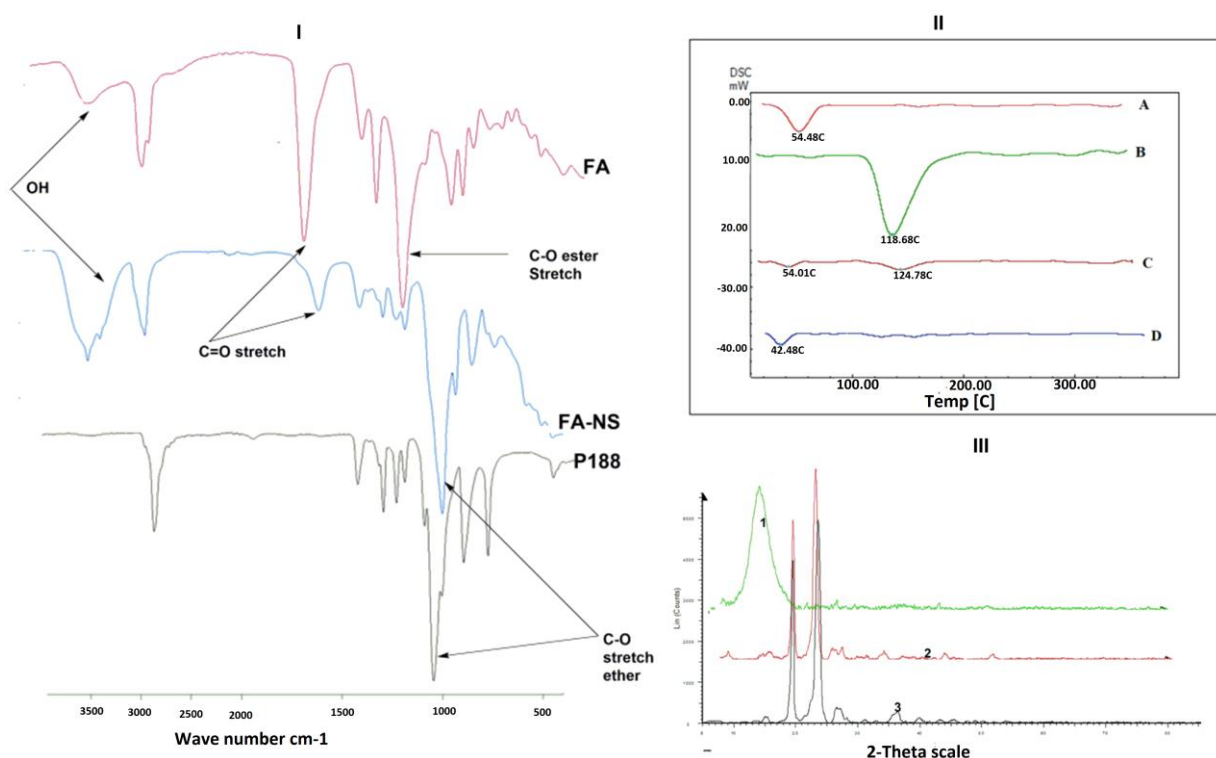 I
OH
FA
C-O ester
Stretch
C=O stretch
FA-NS
P188
C-O
stretch
ether
3500 3000 2000 1500 1000 500
Wave number cm-1
II
DSC
mW
0.00
10.00
20.00
-30.00
-40.00
A
54.48C
B
118.68C
C
54.01C 124.78C
D
42.48C
100.00 200.00 300.00
Temp [C]
III
Lin (Counts)
1
2
3
2-Theta scale